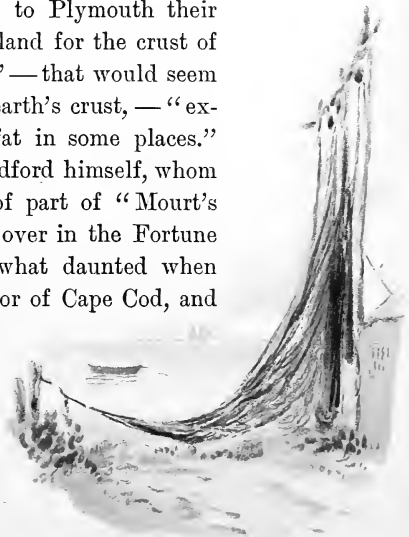 to Plymouth their
land for the crust of
” — that would seem
earth's crust, — “ ex-
at in some places.”
dford himself, whom
of part of “ Mourt's
over in the Fortune
what daunted when
or of Cape Cod, and